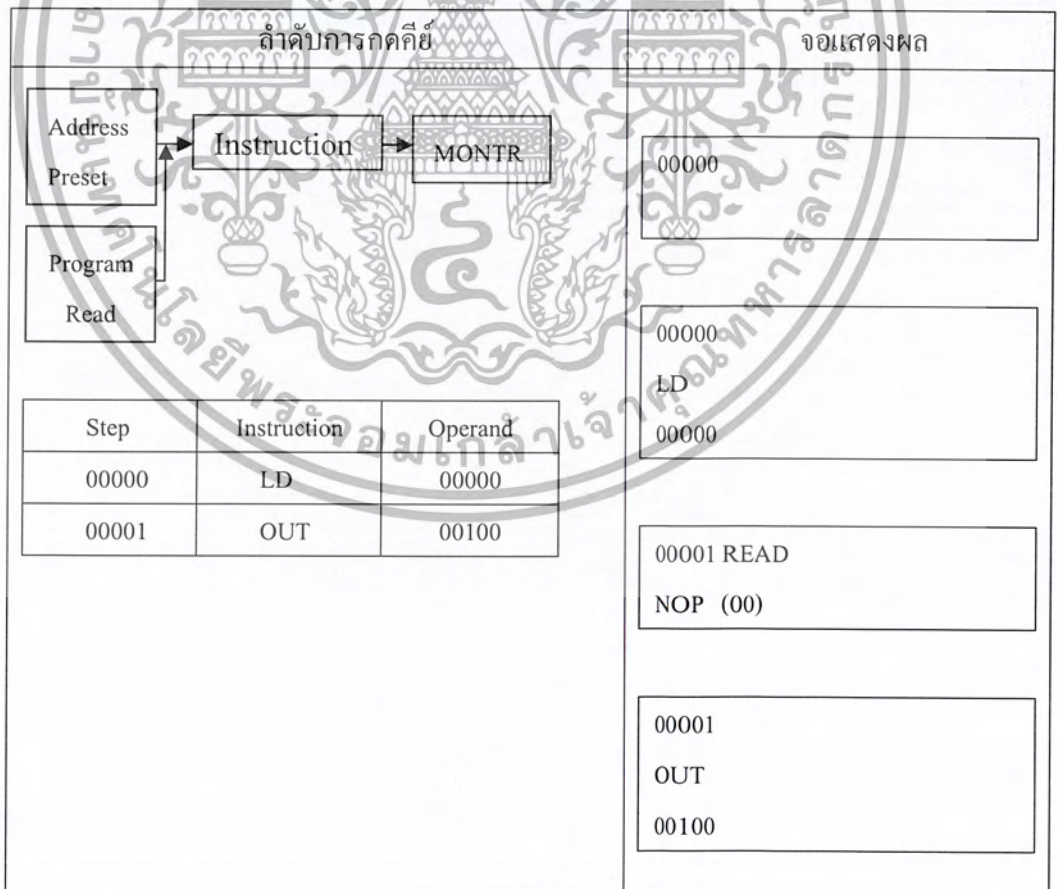 ลำดับการกดคีย์
จอแสดงผล
Address
Preset
Instruction
MONTR
Program
Read
Step Instruction Operand
00000 LD 00000
00001 OUT 00100
00000
00000
LD
00000
00001 READ
NOP (00)
00001
OUT
00100